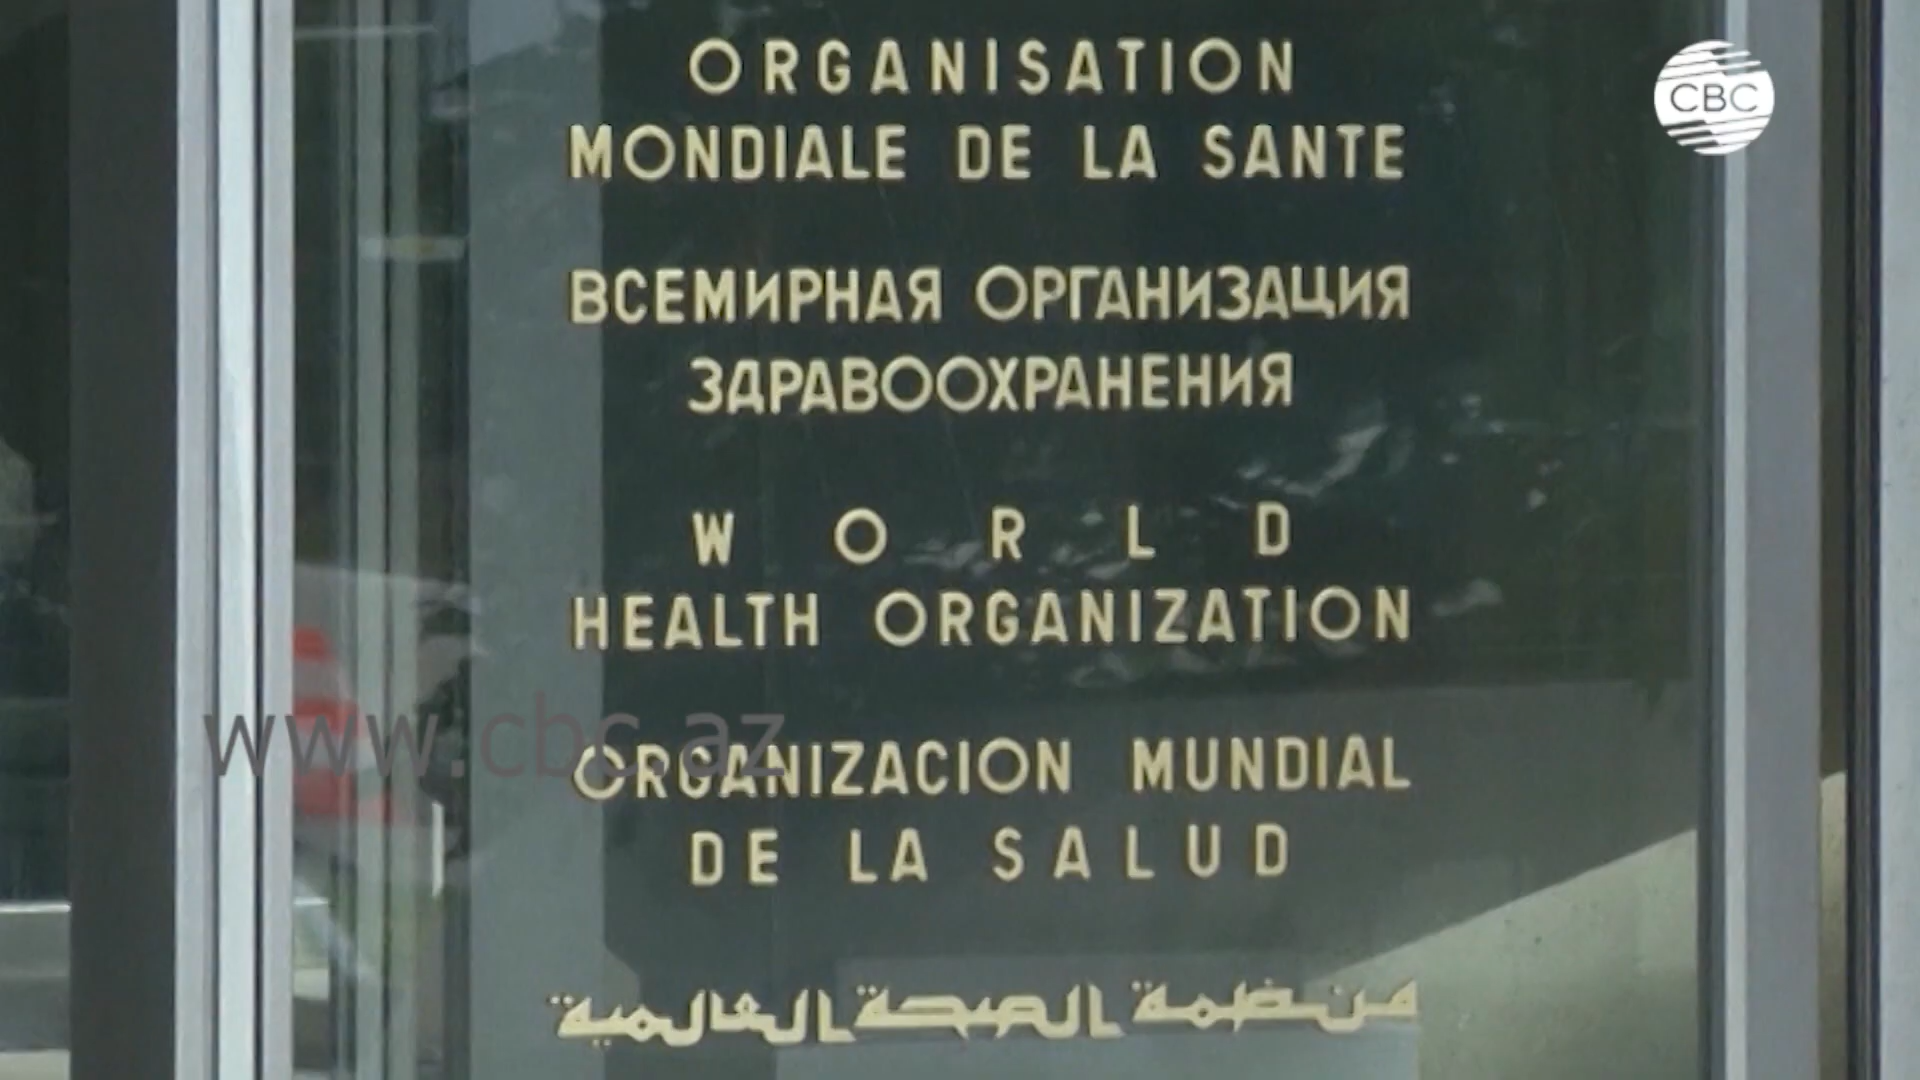 ORGANISATION
MONDIALE DE LA SANTE
CBC
ВСЕМИРНАЯ ОРГАНИЗАЦИЯ
ЗДРАВООХРАНЕНИЯ
WORLD
HEALTH ORGANIZATION
www.cbc.az
ORGANIZACION MUNDIAL
DE LA SALUD
منظمة الصحة العالمية